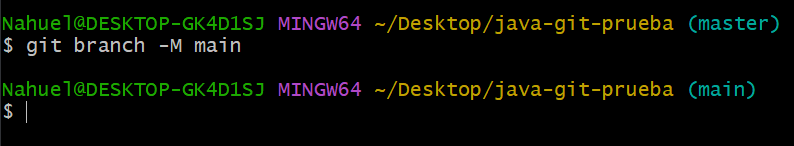 Nahuel@DESKTOP-GK4D1SJ MINGW64 ~/Desktop/java-git-prueba (master)
$ git branch -M main
Nahuel@DESKTOP-GK4D1SJ MINGW64 ~/Desktop/java-git-prueba (main)
$